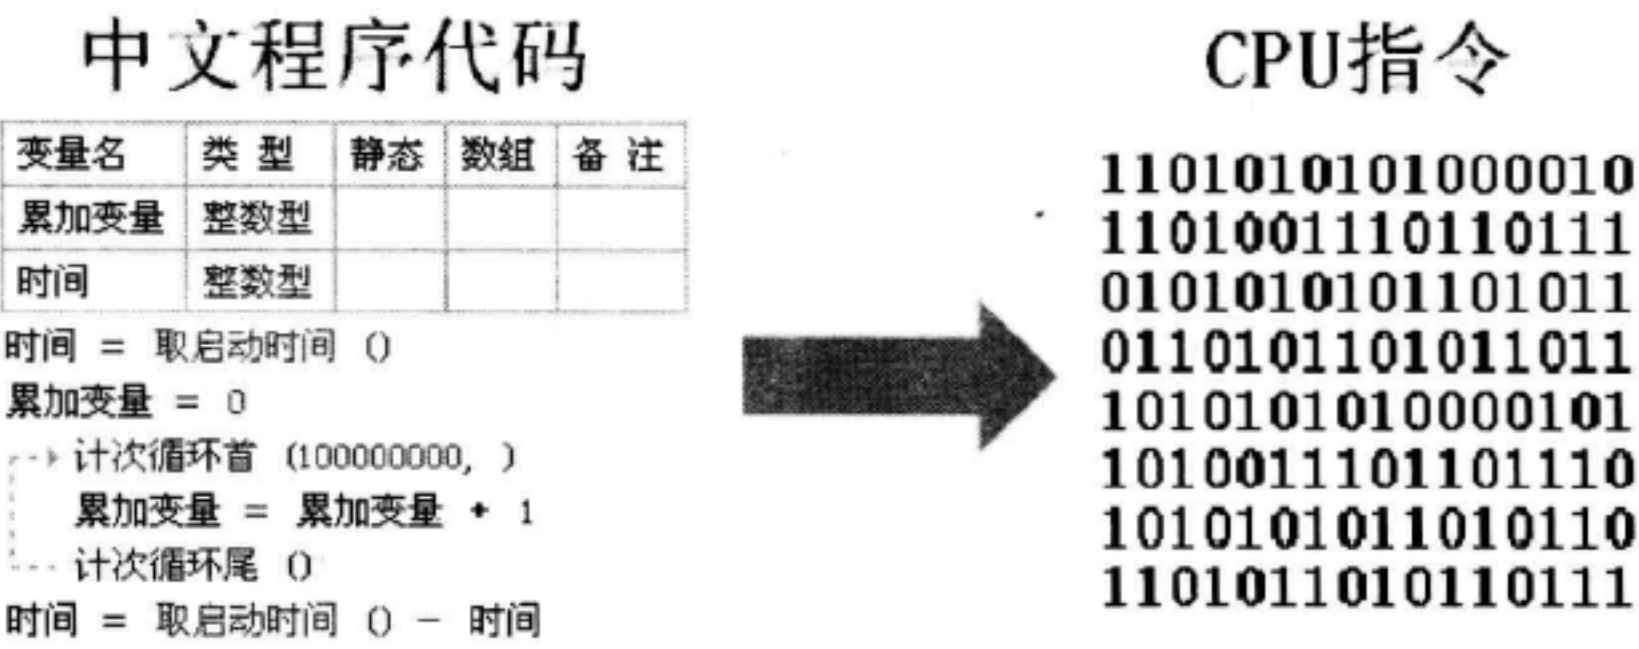 中文程序代码
变量名 类 型 静态 数组 备 注
累加变量 整数型
时间 整数型
时间 = 取启动时间 ()
累加变量 = 0
计次循环首 (100000000, )
累加变量 = 累加变量 + 1
计次循环尾 ()
时间 = 取启动时间 () - 时间
CPU指令
1101010101000010
1101001110110111
0101010101101011
0110101101011011
1010101010000101
1010011101101110
1010101011010110
1101011010110111